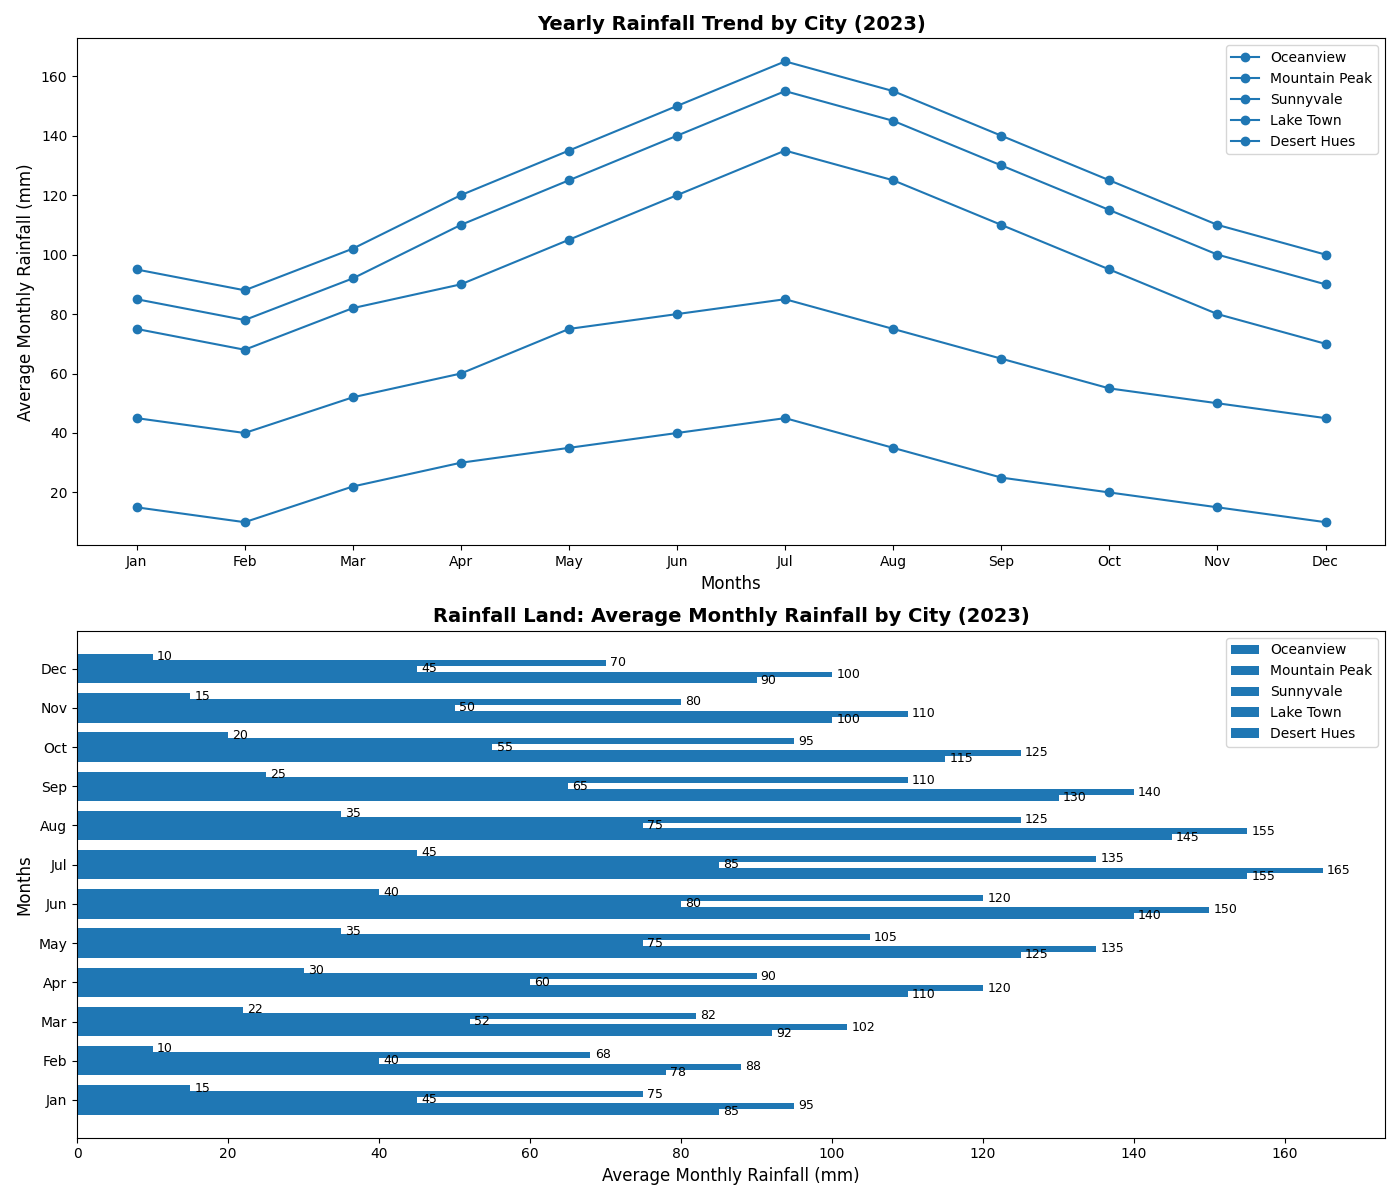 Yearly Rainfall Trend by City (2023)
Average Monthly Rainfall (mm)
160
140
120
100
80
60
40
20
Oceanview
Mountain Peak
Sunnyvale
Lake Town
Desert Hues
Jan Feb Mar Apr May Jun Jul Aug Sep Oct Nov Dec
Months
Rainfall Land: Average Monthly Rainfall by City (2023)
Months
Oceanview
Mountain Peak
Sunnyvale
Lake Town
Desert Hues
10
70
Dec 45
100
90
15
80
Nov 50
110
100
20
95
Oct 55
125
115
25
110
Sep 65
140
130
35
125
Aug 75
155
145
45
135
Jul 85
165
155
40
120
Jun 80
150
140
35
105
May 75
135
125
30
90
Apr 60
120
110
22
82
Mar 52
102
92
10
68
Feb 40
88
78
15
75
Jan 45
95
85
0 20 40 60 80 100 120 140 160
Average Monthly Rainfall (mm)